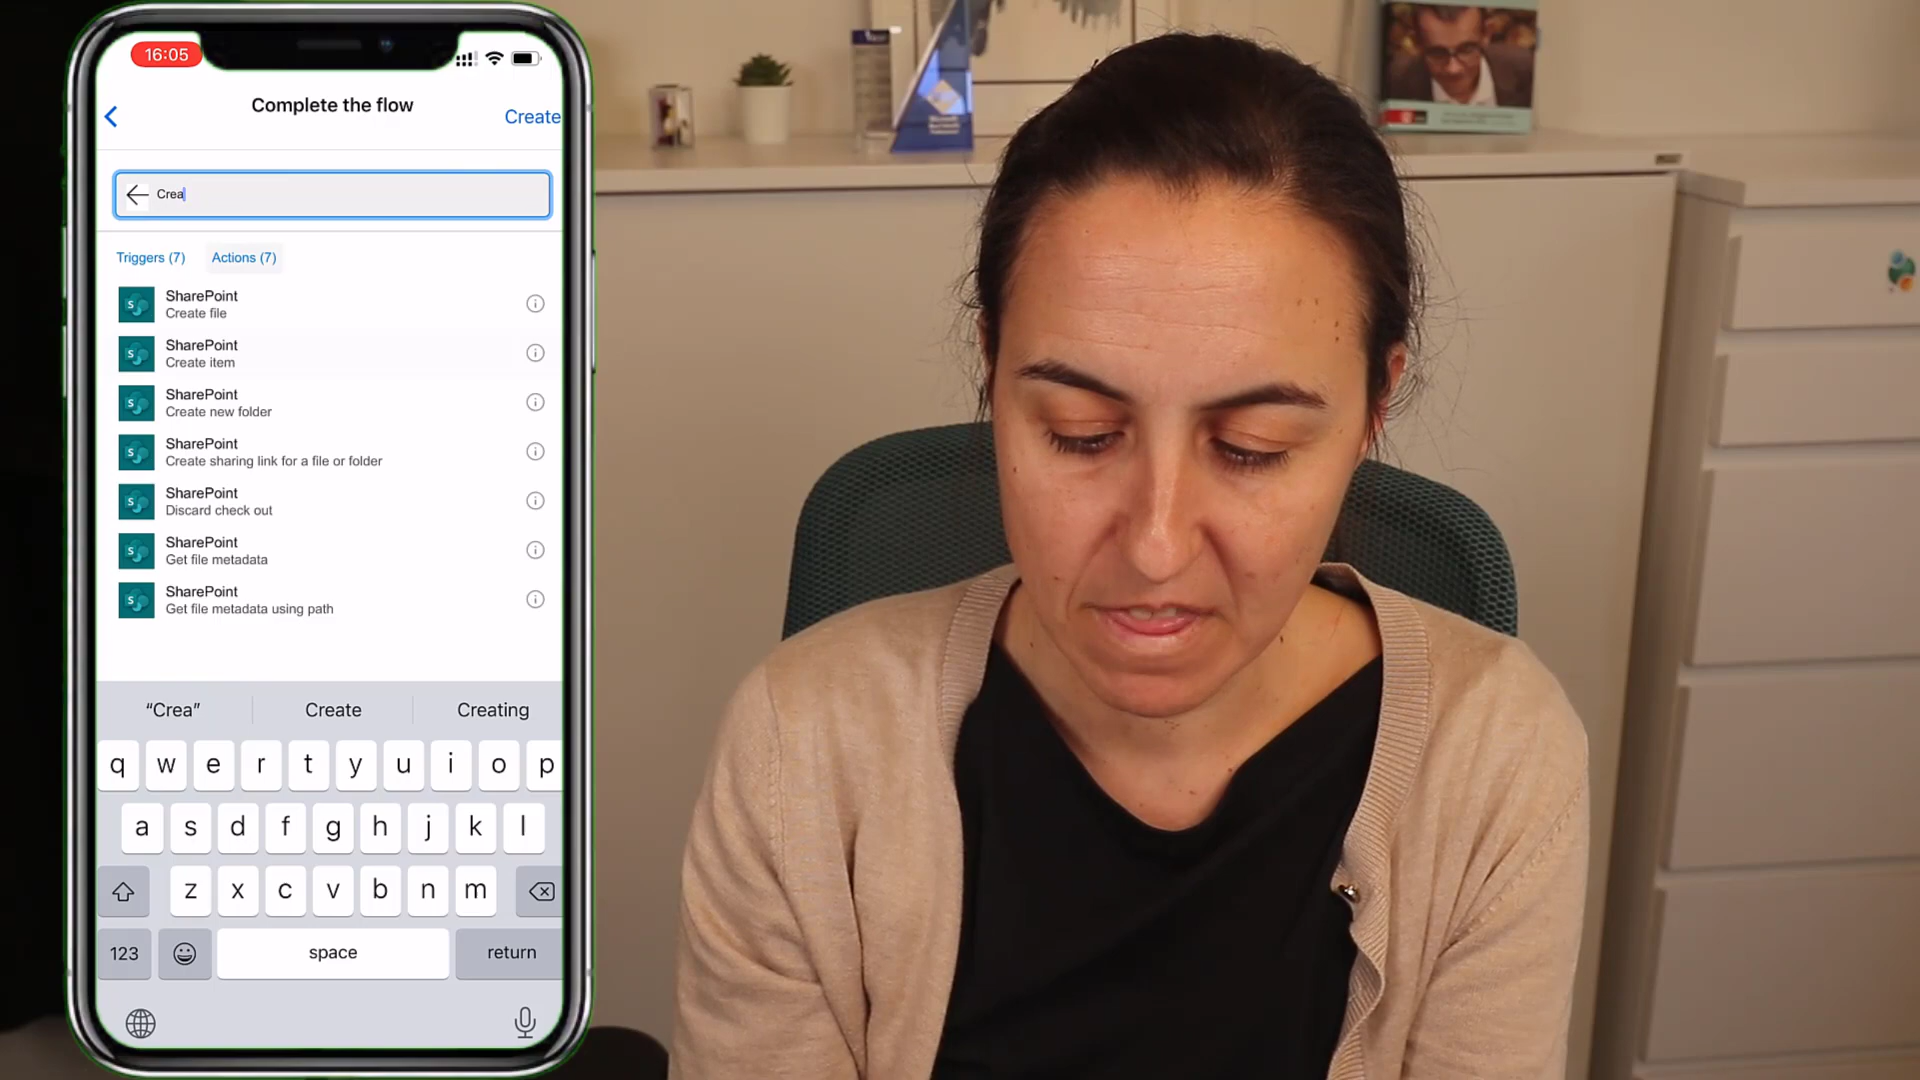 16:05
Complete the flow
Create
Crea
Triggers (7)
Actions (7)
SharePoint
Create file
SharePoint
Create item
SharePoint
Create new folder
SharePoint
Create sharing link for a file or folder
SharePoint
Discard check out
SharePoint
Get file metadata
SharePoint
Get file metadata using path
“Crea”
Create
Creating
q w e r t y u i o p
a s d f g h j k l
z x c v b n m
123
space
return